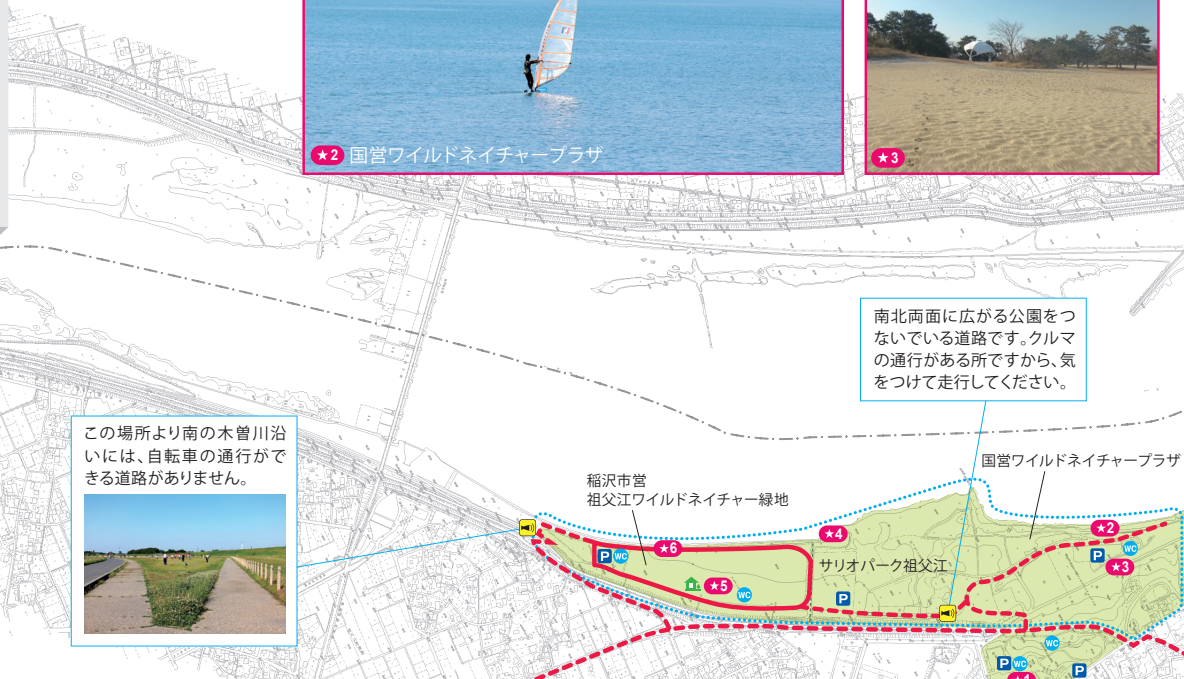 ★2 国営ワイルドネイチャープラザ
★3
南北両面に広がる公園をつ
ないでいる道路です。クルマ
の通行がある所ですから、気
をつけて走行してください。
この場所より南の木曽川沿
いには、自転車の通行がで
きる道路がありません。
稲沢市営
祖父江ワイルドネイチャー緑地
国営ワイルドネイチャープラザ
★2
★4
★6
P WC
サリオパーク祖父江
P WC
★3
★5
WC
P
WC
P WC
P